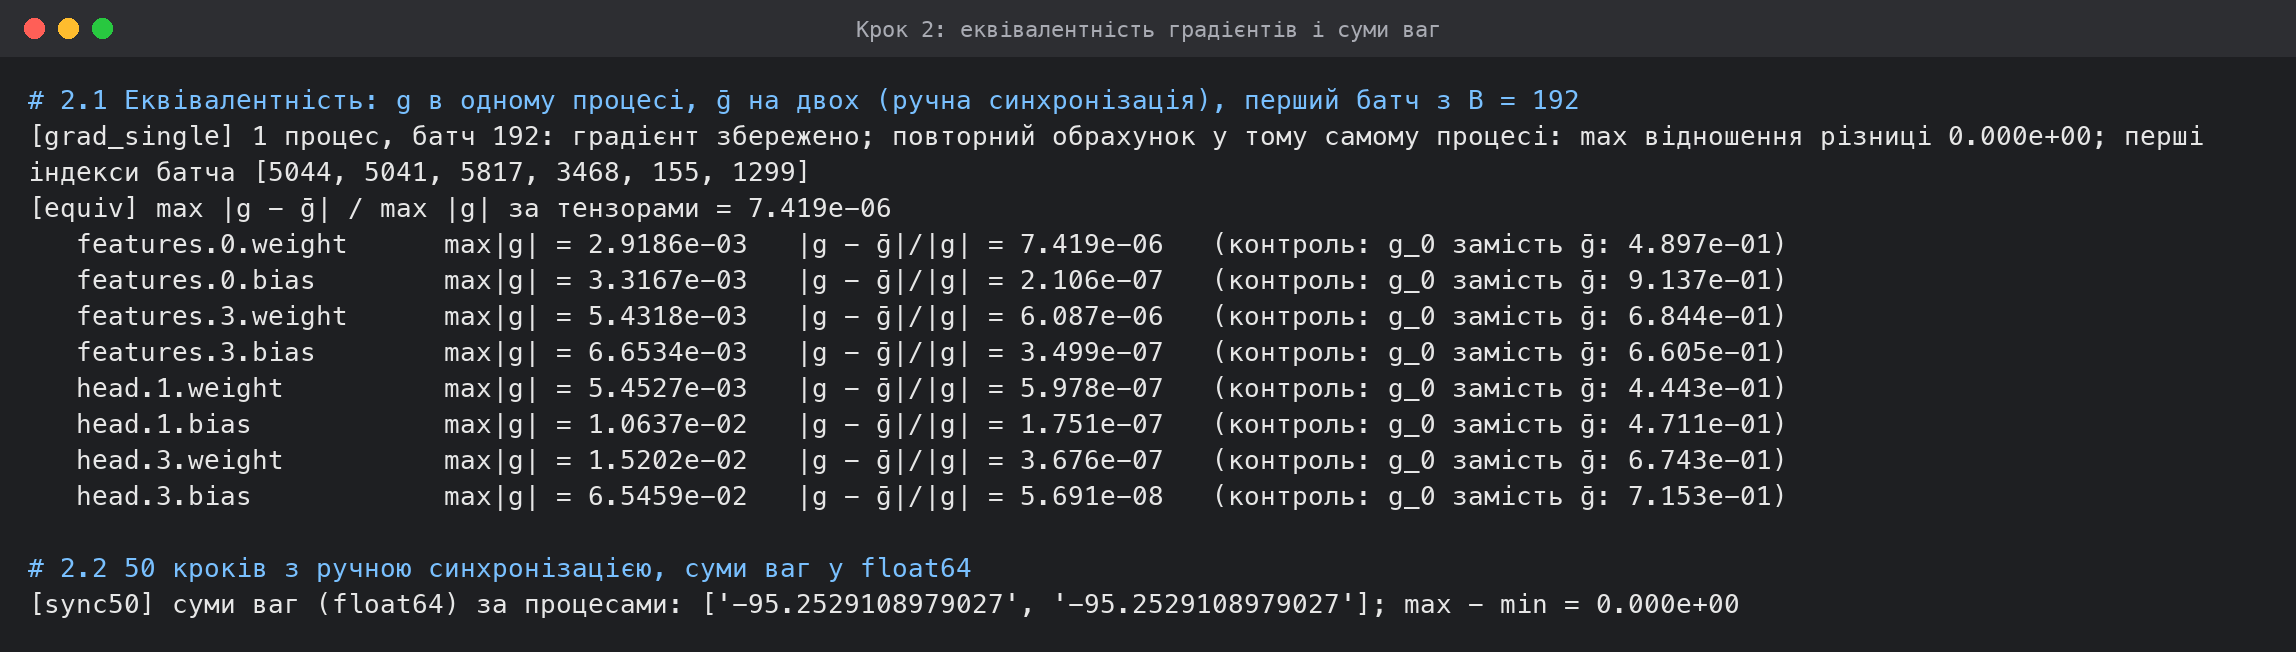 Крок 2: еквівалентність градієнтів і суми ваг
# 2.1 Еквівалентність: g в одному процесі, ḡ на двох (ручна синхронізація), перший батч з B = 192
[grad_single] 1 процес, батч 192: градієнт збережено; повторний обрахунок у тому самому процесі: max відношення різниці 0.000e+00; перші
індекси батча [5044, 5041, 5817, 3468, 155, 1299]
[equiv] max |g − ḡ| / max |g| за тензорами = 7.419e−06
features.0.weight max|g| = 2.9186e−03 |g − ḡ|/|g| = 7.419e−06 (контроль: g_0 замість ḡ: 4.897e−01)
features.0.bias max|g| = 3.3167e−03 |g − ḡ|/|g| = 2.106e−07 (контроль: g_0 замість ḡ: 9.137e−01)
features.3.weight max|g| = 5.4318e−03 |g − ḡ|/|g| = 6.087e−06 (контроль: g_0 замість ḡ: 6.844e−01)
features.3.bias max|g| = 6.6534e−03 |g − ḡ|/|g| = 3.499e−07 (контроль: g_0 замість ḡ: 6.605e−01)
head.1.weight max|g| = 5.4527e−03 |g − ḡ|/|g| = 5.978e−07 (контроль: g_0 замість ḡ: 4.443e−01)
head.1.bias max|g| = 1.0637e−02 |g − ḡ|/|g| = 1.751e−07 (контроль: g_0 замість ḡ: 4.711e−01)
head.3.weight max|g| = 1.5202e−02 |g − ḡ|/|g| = 3.676e−07 (контроль: g_0 замість ḡ: 6.743e−01)
head.3.bias max|g| = 6.5459e−02 |g − ḡ|/|g| = 5.691e−08 (контроль: g_0 замість ḡ: 7.153e−01)
# 2.2 50 кроків з ручною синхронізацією, суми ваг у float64
[sync50] суми ваг (float64) за процесами: ['−95.2529108979027', '−95.2529108979027']; max − min = 0.000e+00